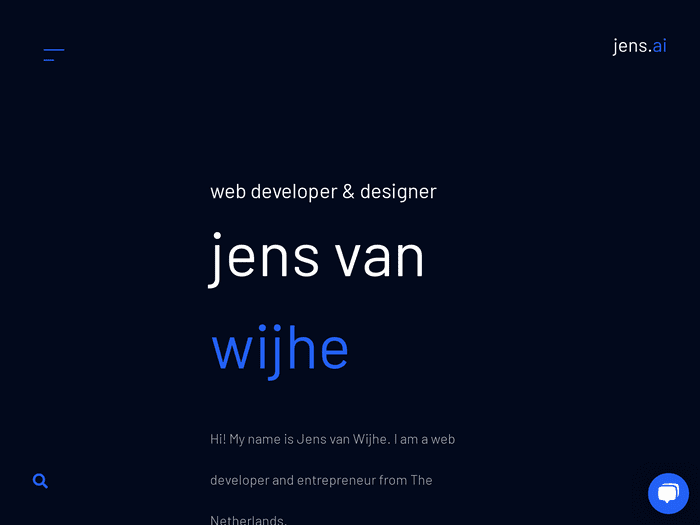 jens.ai
web developer & designer
jens van
wijhe
Hi! My name is Jens van Wijhe. I am a web
developer and entrepreneur from The
Netherlands.